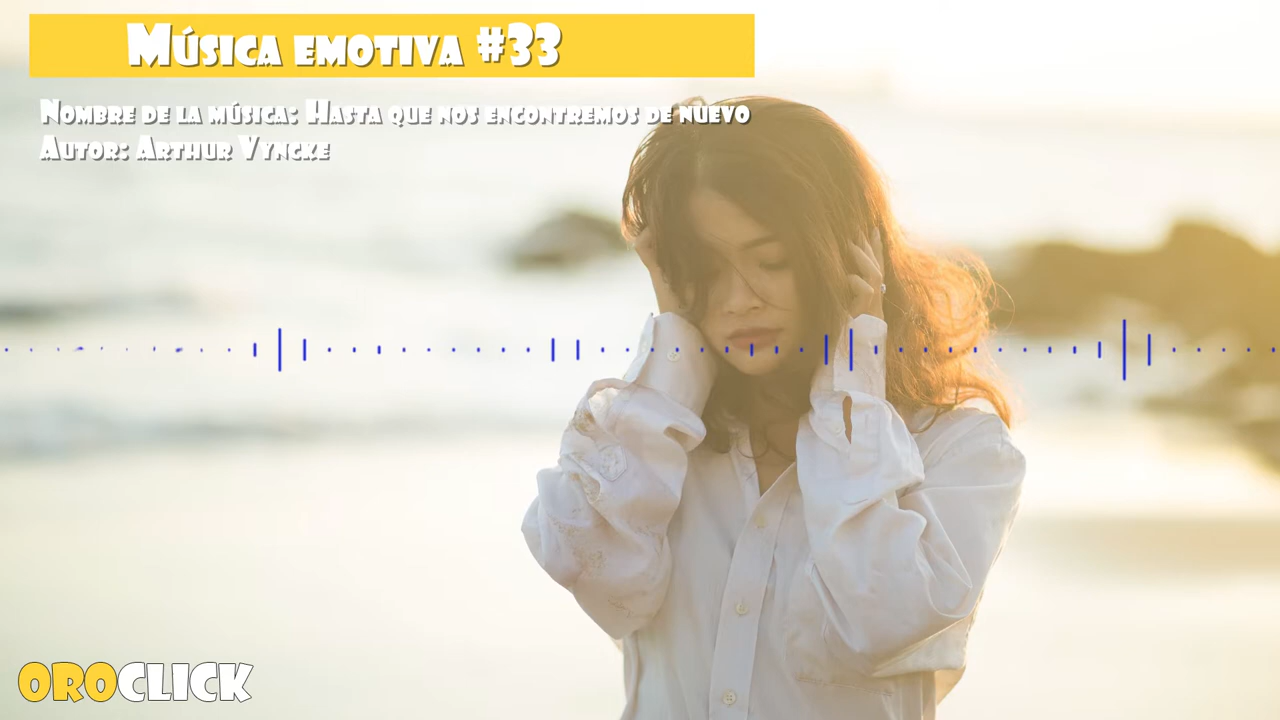 Música emotiva #33
Nombre de la música: Hasta que nos encontremos de nuevo
Autor: Arthur Vyncke
OROCLICK